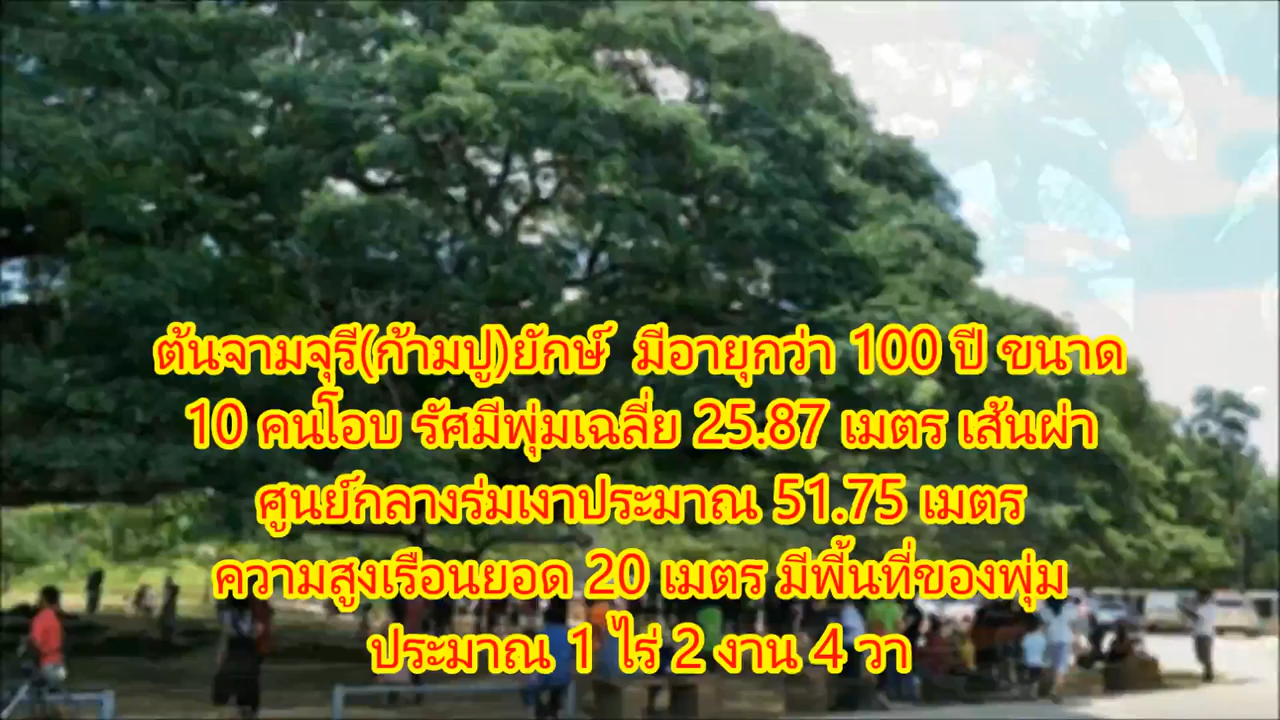 ต้นจามจุรี(ก้ามปู)ยักษ์ มีอายุกว่า 100 ปี ขนาด
10 คนโอบ รัศมีพุ่มเฉลี่ย 25.87 เมตร เส้นผ่า
ศูนย์กลางร่มเงาประมาณ 51.75 เมตร
ความสูงเรือนยอด 20 เมตร มีพี้นที่ของพุ่ม
ประมาณ 1 ไร่ 2 งาน 4 วา